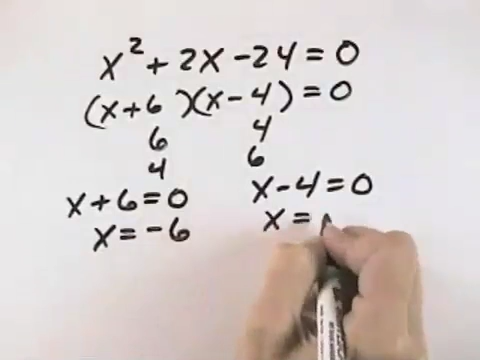 x² + 2x - 24 = 0
(x + 6 )(x - 4 ) = 0
6 4
4 6
x + 6 = 0 x - 4 = 0
x = -6 x =